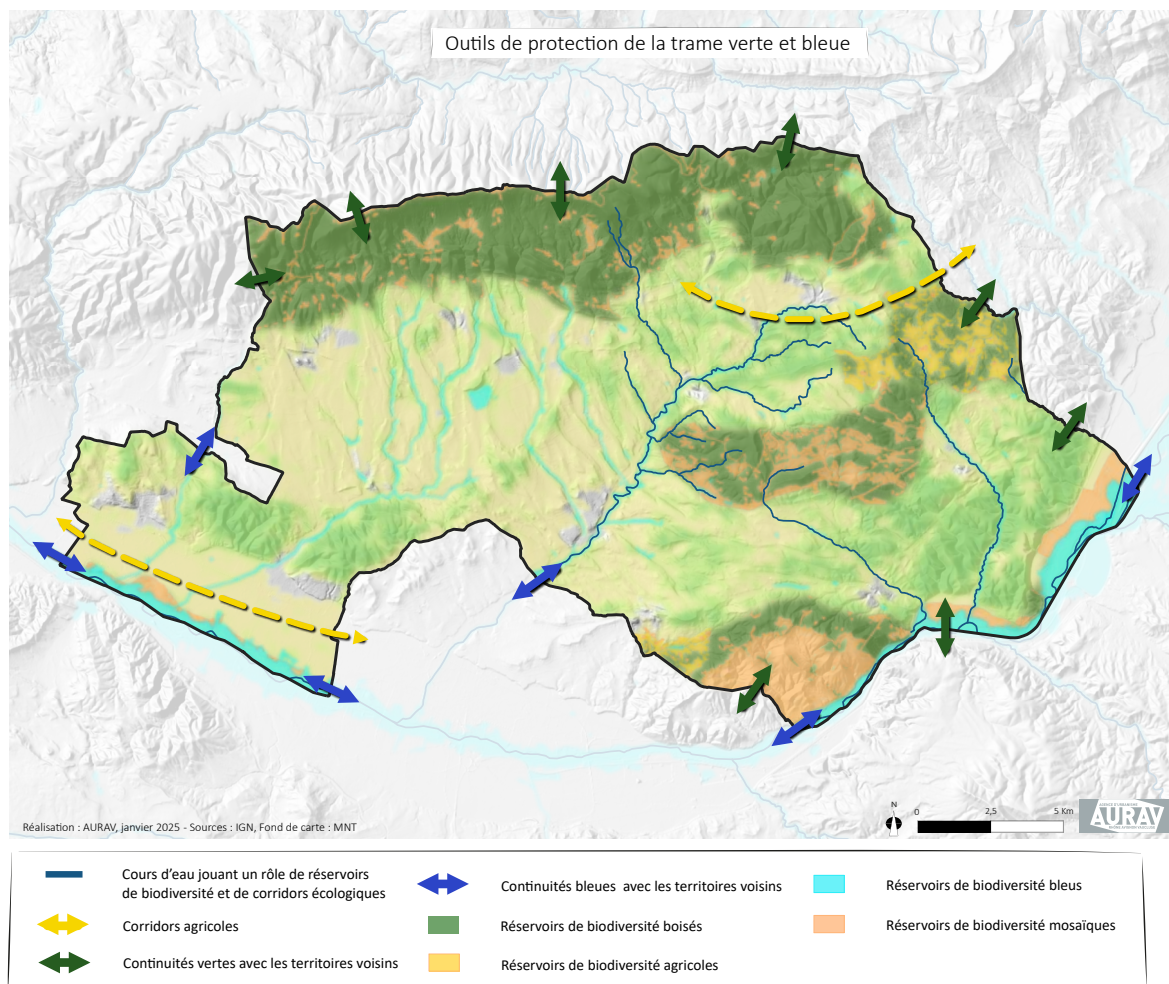 Outils de protection de la trame verte et bleue
Réalisation : AURAV, janvier 2025 - Sources : IGN, Fond de carte : MNT
N
0 2,5 5 Km
AURAV
Cours d'eau jouant un rôle de réservoirs
de biodiversité et de corridors écologiques
Corridors agricoles
Continuités vertes avec les territoires voisins
Continuités bleues avec les territoires voisins
Réservoirs de biodiversité boisés
Réservoirs de biodiversité agricoles
Réservoirs de biodiversité bleus
Réservoirs de biodiversité mosaïques